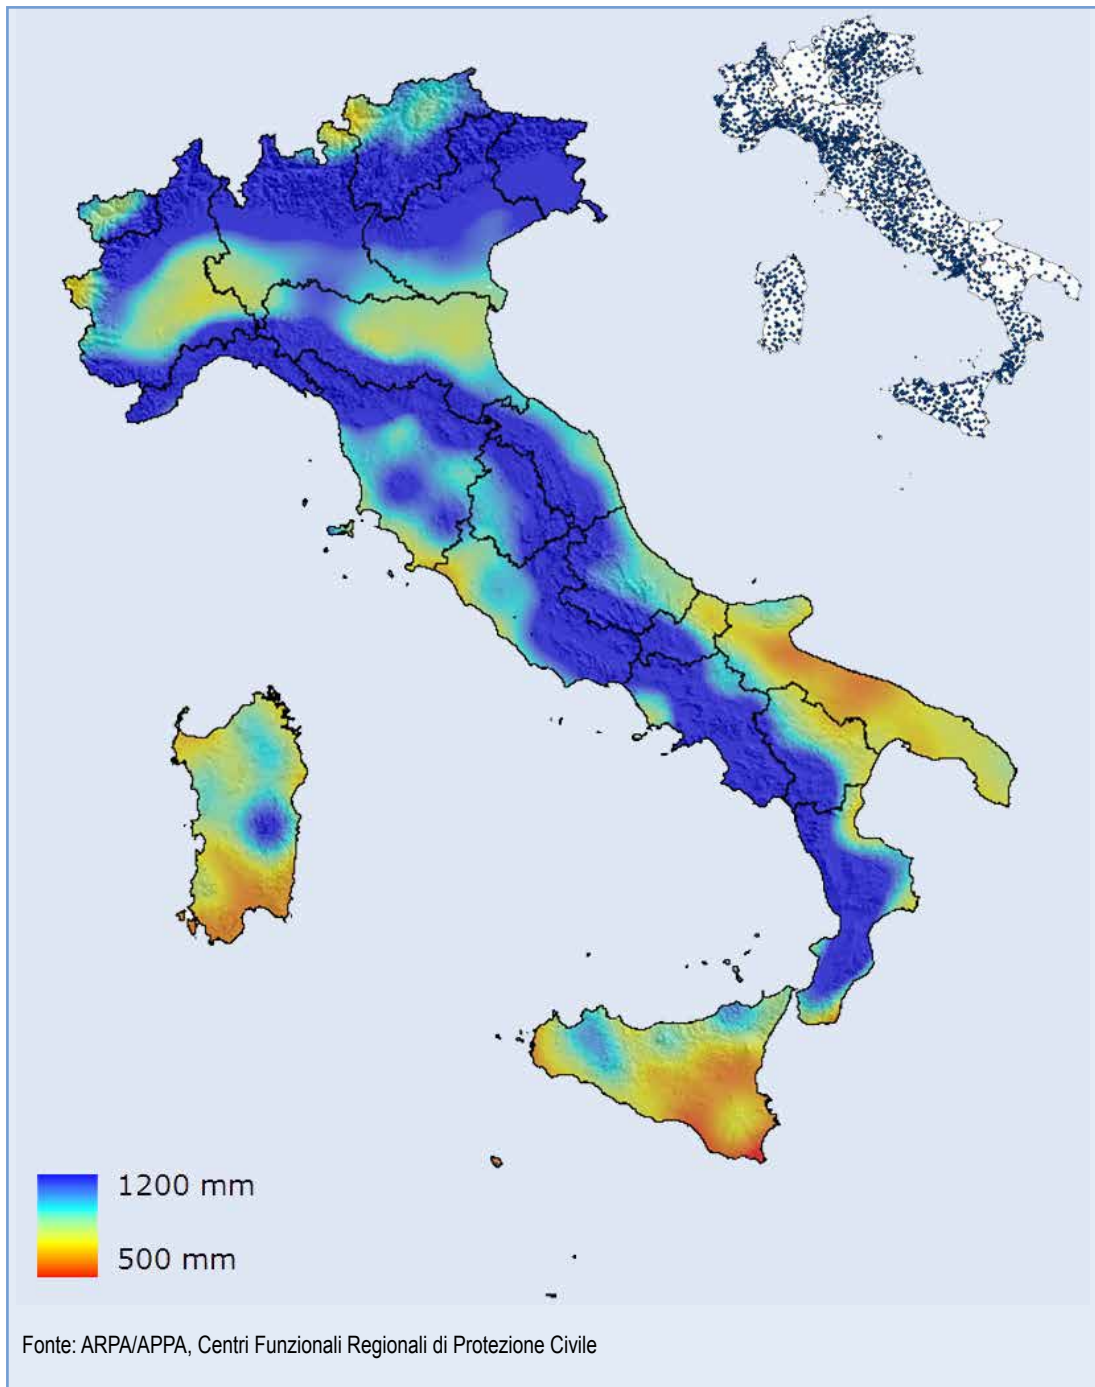 1200 mm
500 mm
Fonte: ARPA/APPA, Centri Funzionali Regionali di Protezione Civile